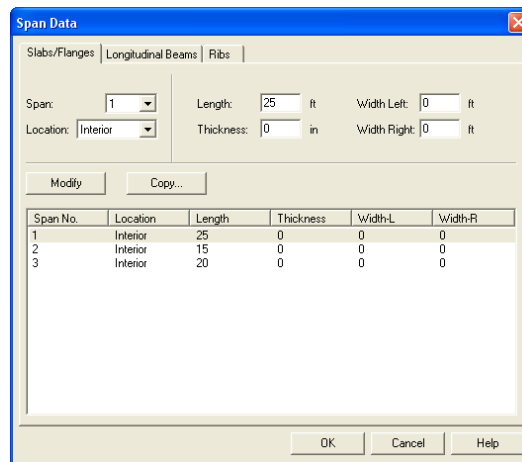 Span Data
Slabs/Flanges Longitudinal Beams Ribs
Span: 1 Length: 25 ft Width Left: 0 ft
Location: Interior Thickness: 0 in Width Right: 0 ft
Modify Copy...
Span No. Location Length Thickness Width-L Width-R
1 Interior 25 0 0 0
2 Interior 15 0 0 0
3 Interior 20 0 0 0
OK Cancel Help